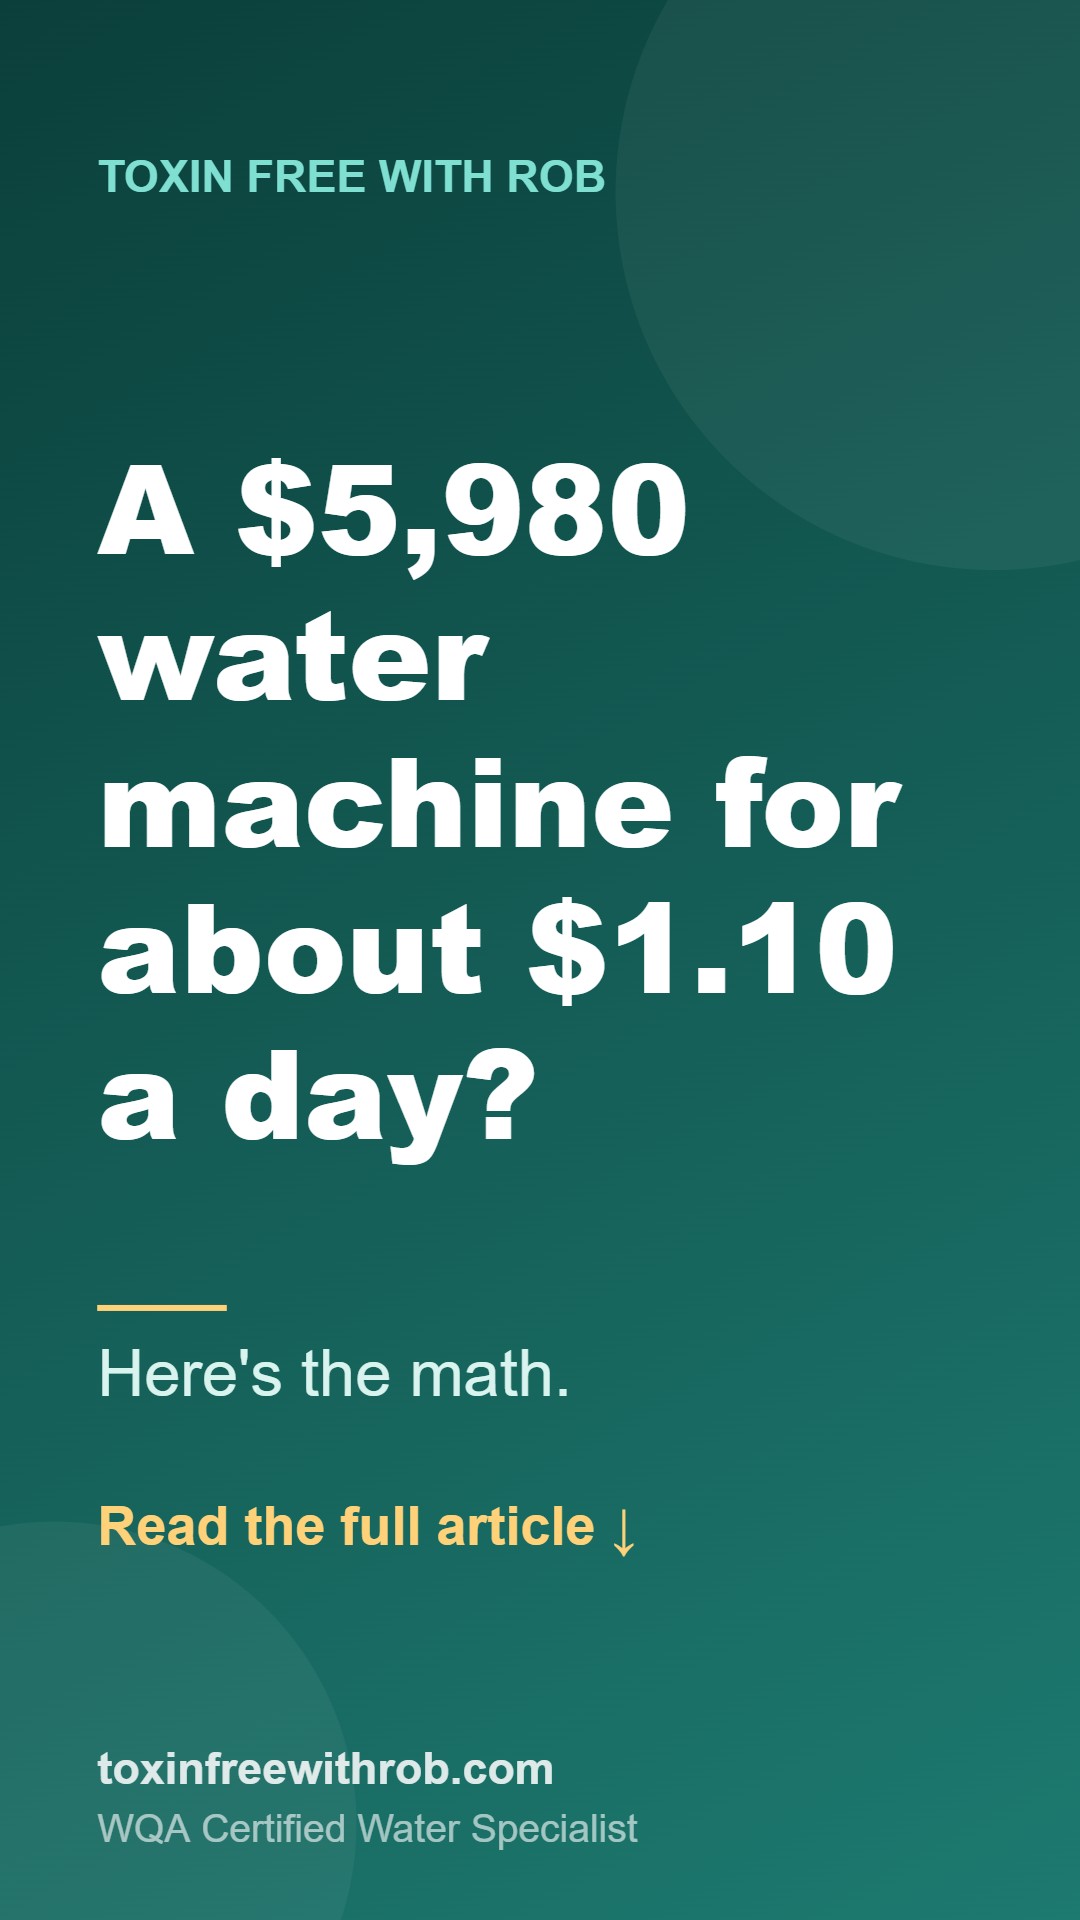 TOXIN FREE WITH ROB
A $5,980
water
machine for
about $1.10
a day?
Here's the math.
Read the full article ↓
toxinfreewithrob.com
WQA Certified Water Specialist